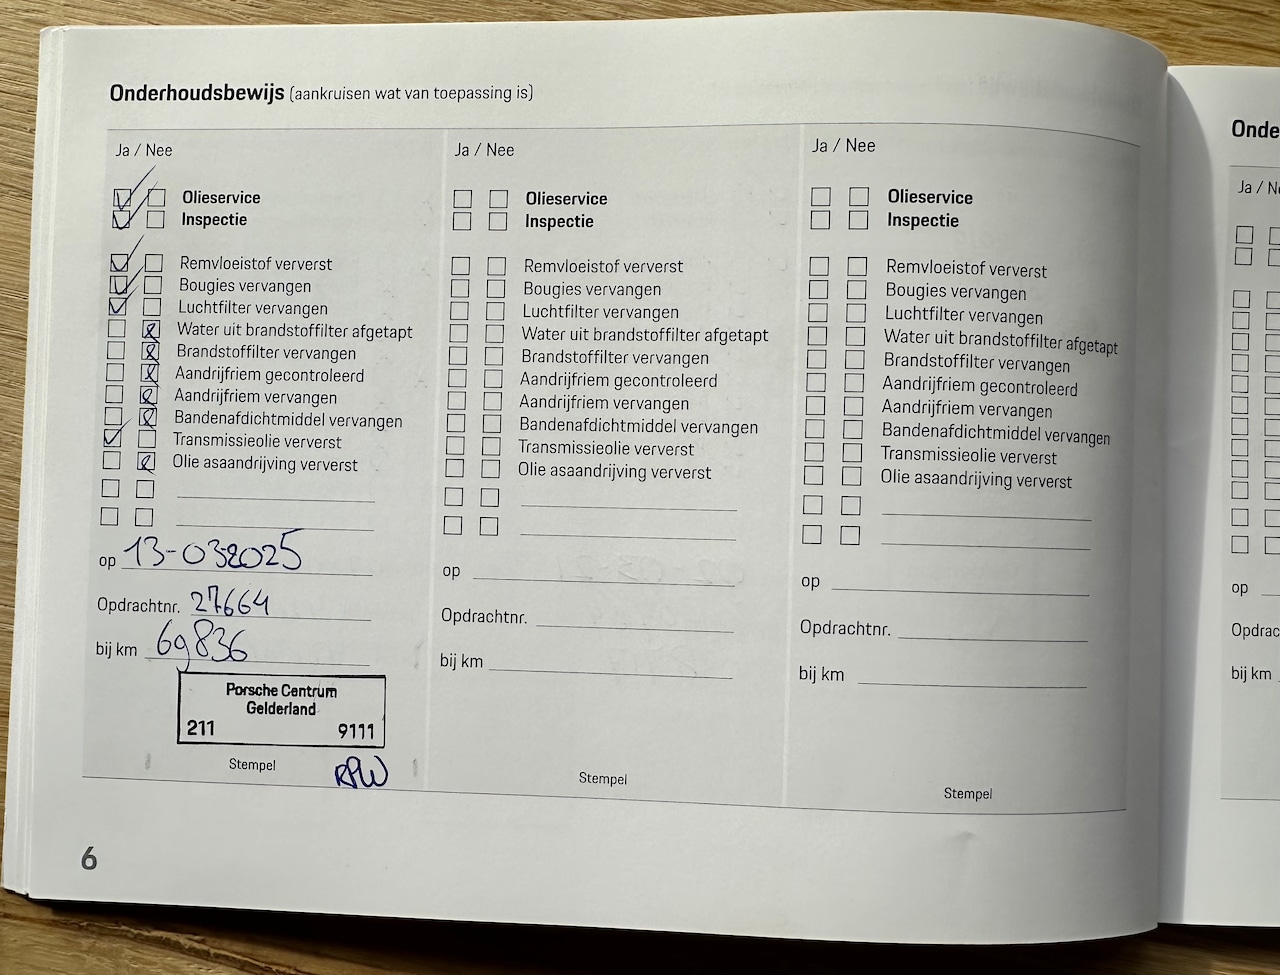 Onderhoudsbewijs (aankruisen wat van toepassing is)
Ja / Nee
Olieservice
Inspectie
Remvloeistof ververst
Bougies vervangen
Luchtfilter vervangen
Water uit brandstoffilter afgetapt
Brandstoffilter vervangen
Aandrijfriem gecontroleerd
Aandrijfriem vervangen
Bandenafdichtmiddel vervangen
Transmissieolie ververst
Olie asaandrijving ververst
op 13-03-2025
Opdrachtnr. 27664
bij km 69836
Porsche Centrum
Gelderland
211 9111
Stempel
RPW
Ja / Nee
Olieservice
Inspectie
Remvloeistof ververst
Bougies vervangen
Luchtfilter vervangen
Water uit brandstoffilter afgetapt
Brandstoffilter vervangen
Aandrijfriem gecontroleerd
Aandrijfriem vervangen
Bandenafdichtmiddel vervangen
Transmissieolie ververst
Olie asaandrijving ververst
op
Opdrachtnr.
bij km
Stempel
Ja / Nee
Olieservice
Inspectie
Remvloeistof ververst
Bougies vervangen
Luchtfilter vervangen
Water uit brandstoffilter afgetapt
Brandstoffilter vervangen
Aandrijfriem gecontroleerd
Aandrijfriem vervangen
Bandenafdichtmiddel vervangen
Transmissieolie ververst
Olie asaandrijving ververst
op
Opdrachtnr.
bij km
Stempel
6
Onde
Ja / N
op
Opdrac
bij km